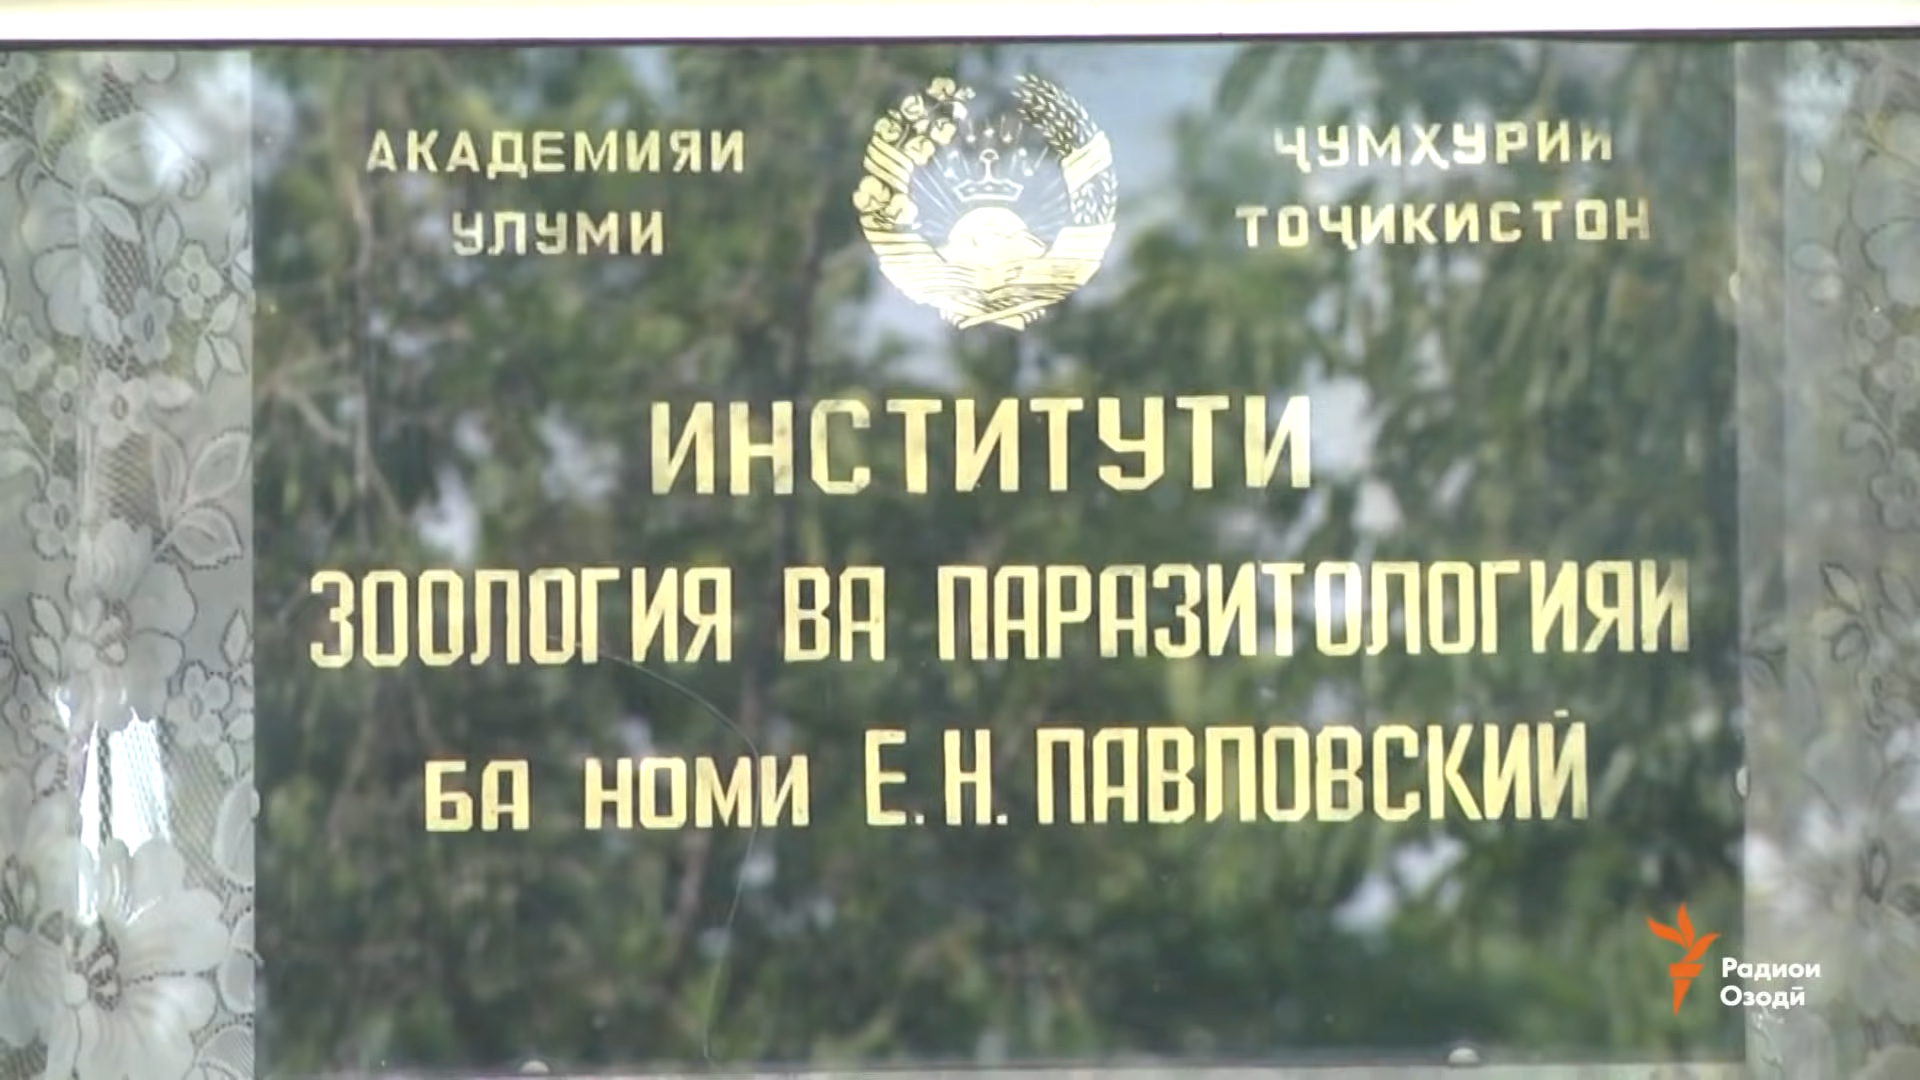 АКАДЕМИЯИ
УЛУМИ
ҶУМҲУРИИ
ТОҶИКИСТОН
ИНСТИТУТИ
ЗООЛОГИЯ ВА ПАРАЗИТОЛОГИЯИ
БА НОМИ Е.Н. ПАВЛОВСКИЙ
Радиои
Озодӣ